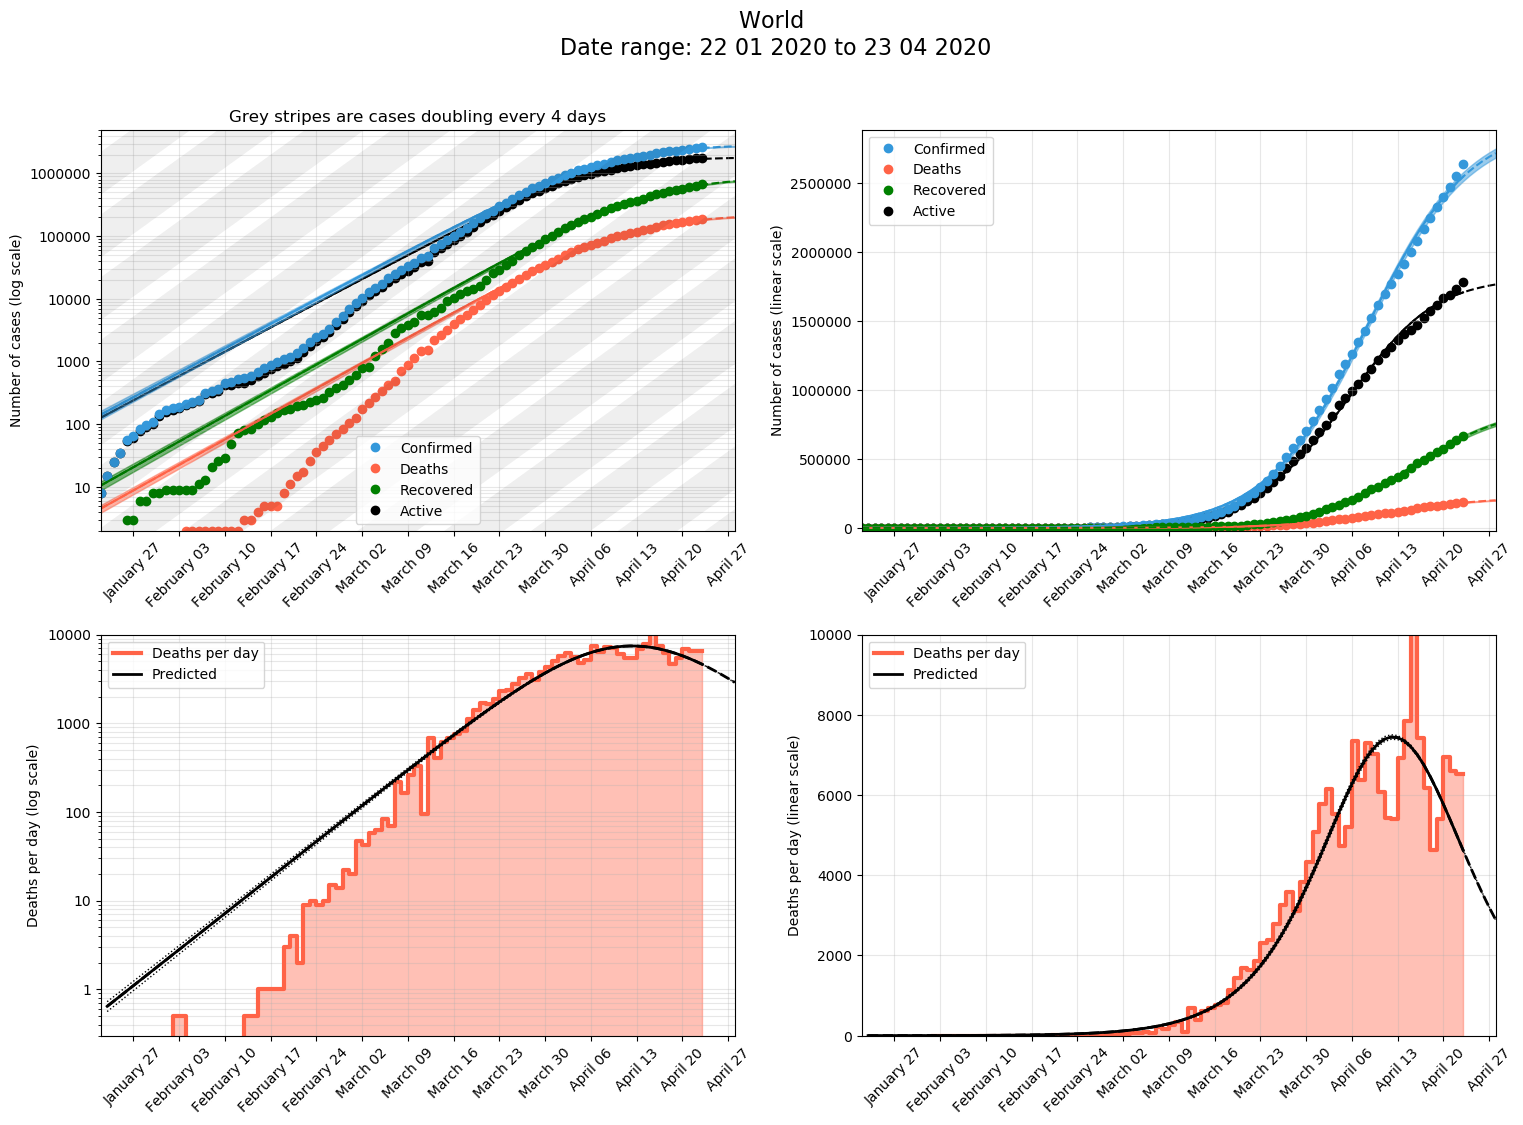 World
Date range: 22 01 2020 to 23 04 2020
Grey stripes are cases doubling every 4 days
Number of cases (log scale)
1000000
100000
10000
1000
100
10
Confirmed
Deaths
Recovered
Active
January 27
February 03
February 10
February 17
February 24
March 02
March 09
March 16
March 23
March 30
April 06
April 13
April 20
April 27
Number of cases (linear scale)
2500000
2000000
1500000
1000000
500000
0
Confirmed
Deaths
Recovered
Active
January 27
February 03
February 10
February 17
February 24
March 02
March 09
March 16
March 23
March 30
April 06
April 13
April 20
April 27
Deaths per day (log scale)
10000
1000
100
10
1
Deaths per day
Predicted
January 27
February 03
February 10
February 17
February 24
March 02
March 09
March 16
March 23
March 30
April 06
April 13
April 20
April 27
Deaths per day (linear scale)
10000
8000
6000
4000
2000
0
Deaths per day
Predicted
January 27
February 03
February 10
February 17
February 24
March 02
March 09
March 16
March 23
March 30
April 06
April 13
April 20
April 27